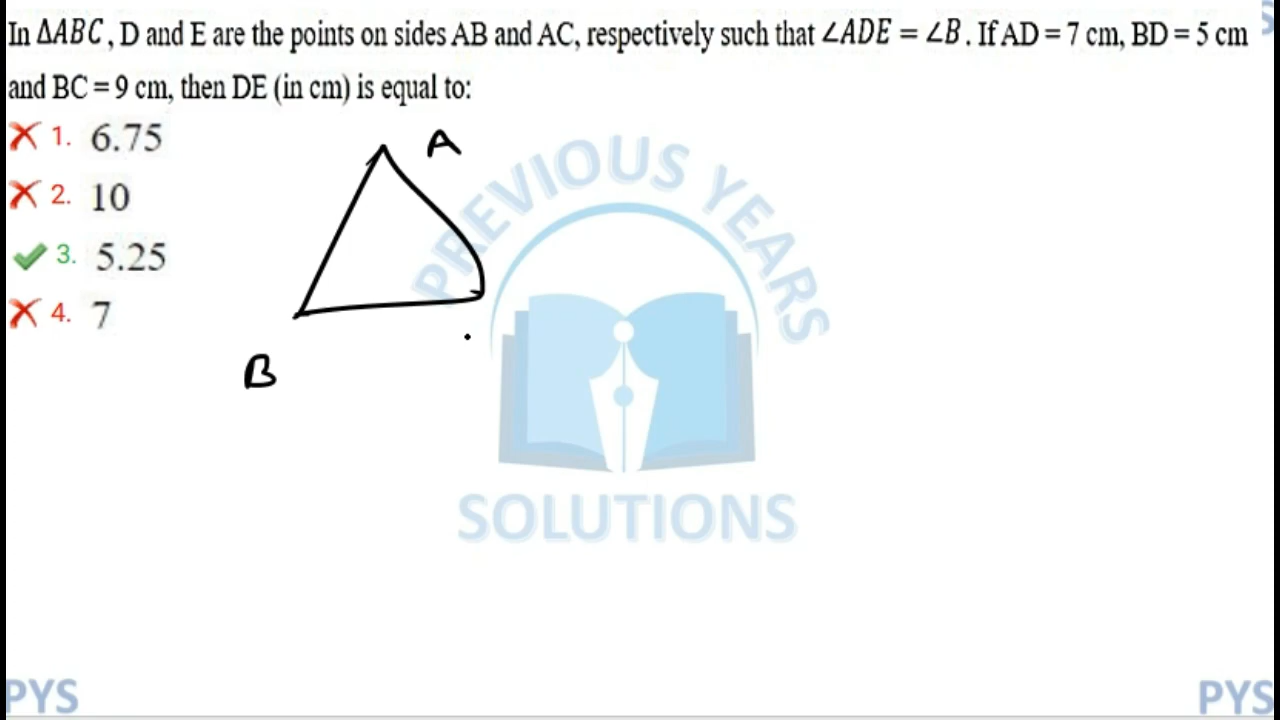 In ΔABC, D and E are the points on sides AB and AC, respectively such that ∠ADE = ∠B. If AD = 7 cm, BD = 5 cm
and BC = 9 cm, then DE (in cm) is equal to:
1. 6.75
2. 10
3. 5.25
4. 7
A
B
PREVIOUS YEARS
SOLUTIONS
PYS
PYS